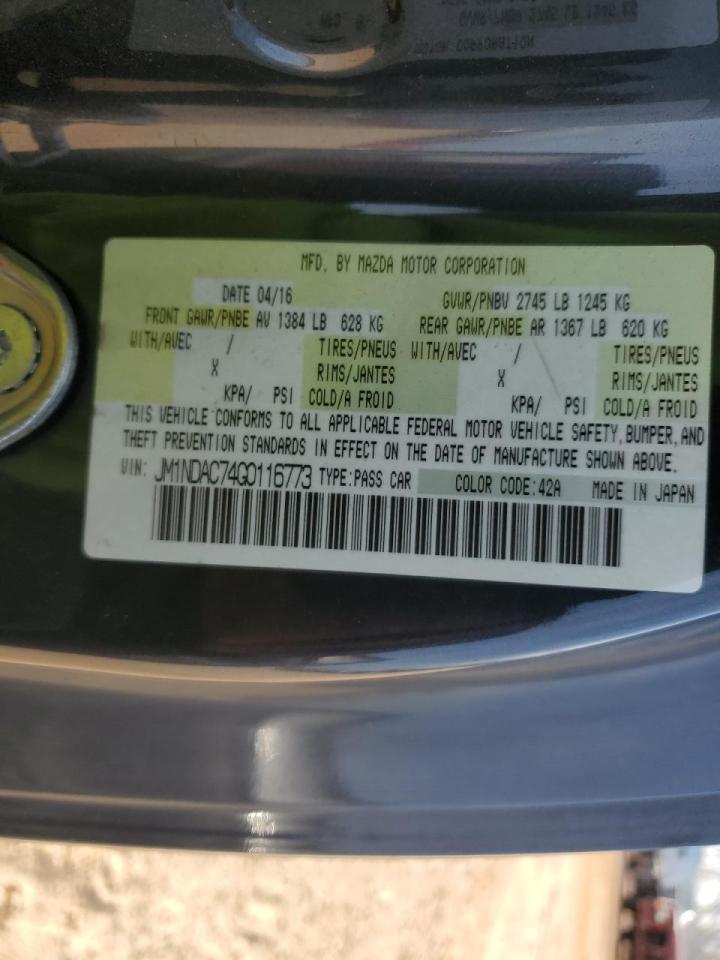 MFD. BY MAZDA MOTOR CORPORATION
DATE 04/16 GVWR/PNBV 2745 LB 1245 KG
FRONT GAWR/PNBE AV 1384 LB 628 KG REAR GAWR/PNBE AR 1367 LB 620 KG
WITH/AVEC / TIRES/PNEUS WITH/AVEC / TIRES/PNEUS
X RIMS/JANTES X RIMS/JANTES
KPA/ PSI COLD/A FROID KPA/ PSI COLD/A FROID
THIS VEHICLE CONFORMS TO ALL APPLICABLE FEDERAL MOTOR VEHICLE SAFETY, BUMPER, AND
THEFT PREVENTION STANDARDS IN EFFECT ON THE DATE OF MANUFACTURE SHOWN ABOVE.
VIN: JM1NDAC74G0116773 TYPE:PASS CAR COLOR CODE:42A MADE IN JAPAN